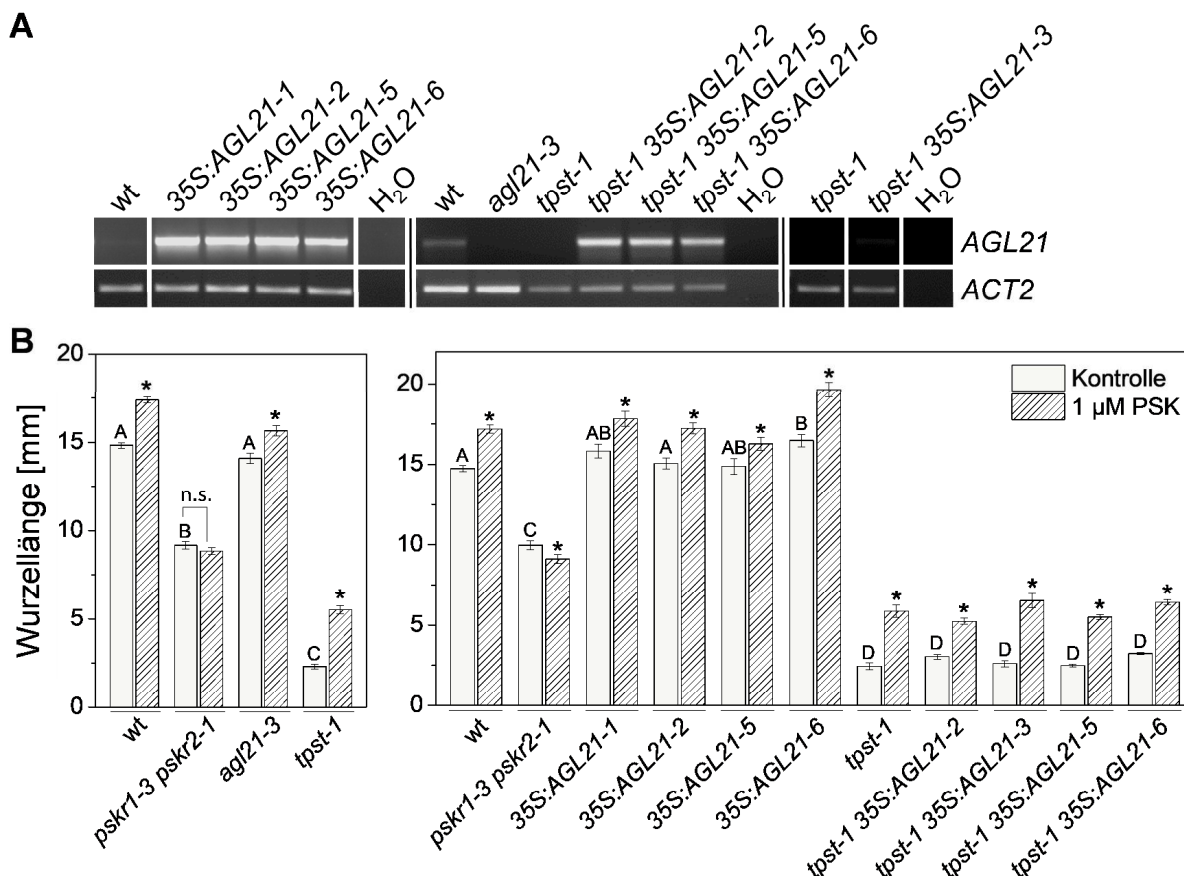 A
wt 35S:AGL21-1 35S:AGL21-2 35S:AGL21-5 35S:AGL21-6 H₂O wt agl21-3 tpst-1 tpst-1 35S:AGL21-2 tpst-1 35S:AGL21-5 tpst-1 35S:AGL21-6 H₂O tpst-1 tpst-1 35S:AGL21-3 H₂O
AGL21
ACT2
B
Wurzellänge [mm]
20
15
10
5
0
A *
n.s.
B
A *
C *
wt pskr1-3 pskr2-1 agl21-3 tpst-1
20
15
10
5
0
Kontrolle
1 µM PSK
A *
C *
AB *
A *
AB *
B *
D *
D *
D *
D *
D *
wt pskr1-3 pskr2-1 35S:AGL21-1 35S:AGL21-2 35S:AGL21-5 35S:AGL21-6 tpst-1 tpst-1 35S:AGL21-2 tpst-1 35S:AGL21-3 tpst-1 35S:AGL21-5 tpst-1 35S:AGL21-6